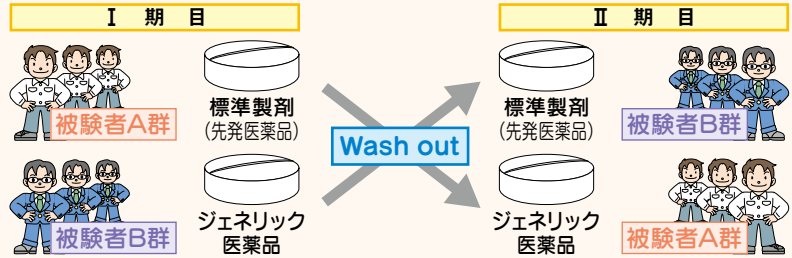 Ⅰ 期 目
Ⅱ 期 目
標準製剤
(先発医薬品)
被験者A群
Wash out
標準製剤
(先発医薬品)
被験者B群
ジェネリック
医薬品
被験者B群
ジェネリック
医薬品
被験者A群